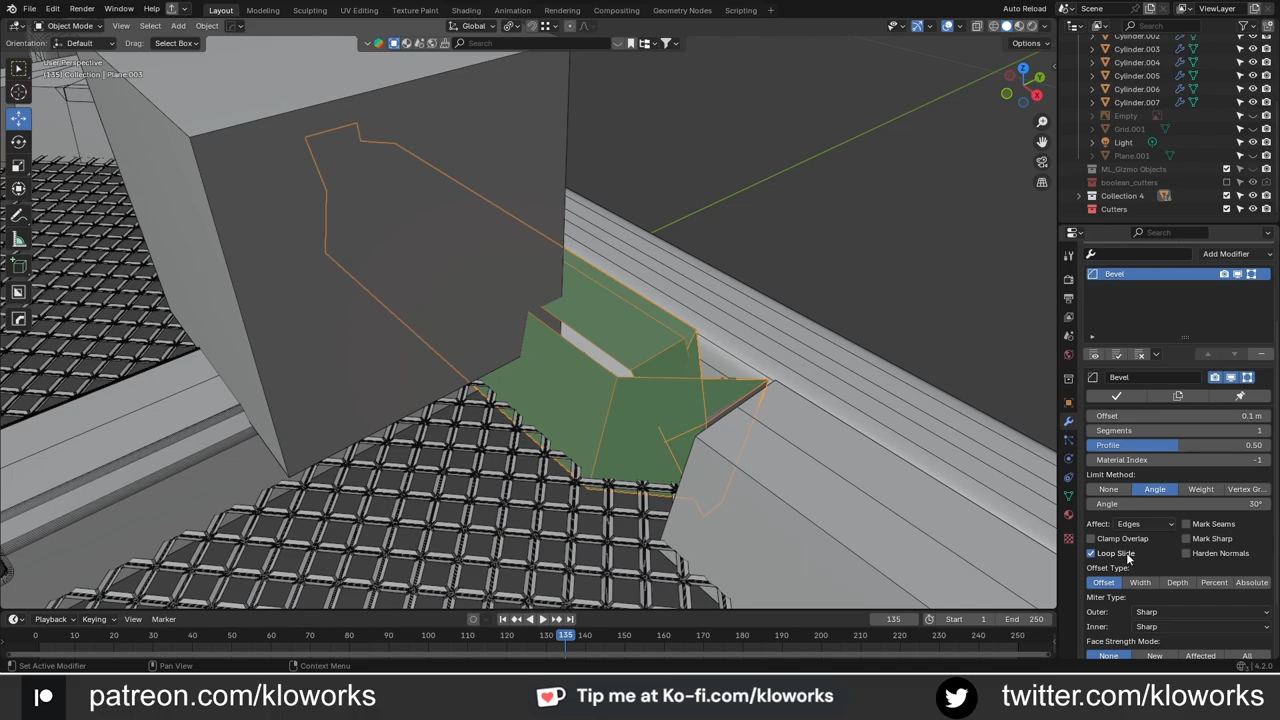 File Edit Render Window Help Layout Modeling Sculpting UV Editing Texture Paint Shading Animation Rendering Compositing Geometry Nodes Scripting Auto Reload Scene ViewLayer
Object Mode View Select Add Object Global Search
Orientation: Default Drag: Select Box Search Options
User Perspective
(135) Collection | Plane.003
Z
Y
X
Cylinder.002
Cylinder.003
Cylinder.004
Cylinder.005
Cylinder.006
Cylinder.007
Empty
Grid.001
Light
Plane.001
ML_Gizmo Objects
boolean_cutters
Collection 4
Cutters
Search
Add Modifier
Bevel
Bevel
Offset 0.1 m
Segments 1
Profile 0.50
Material Index -1
Limit Method:
None Angle Weight Vertex Gr...
Angle 30°
Affect: Edges Mark Seams
Clamp Overlap Mark Sharp
Loop Slide Harden Normals
Offset Type:
Offset Width Depth Percent Absolute
Miter Type:
Outer: Sharp
Inner: Sharp
Face Strength Mode:
None New Affected All
Playback Keying View Marker 135 Start 1 End 250
0 10 20 30 40 50 60 70 80 90 100 110 120 130 135 140 150 160 170 180 190 200 210 220 230 240 250
Set Active Modifier Pan View Context Menu 4.2.0
patreon.com/kloworks Tip me at Ko-fi.com/kloworks twitter.com/kloworks